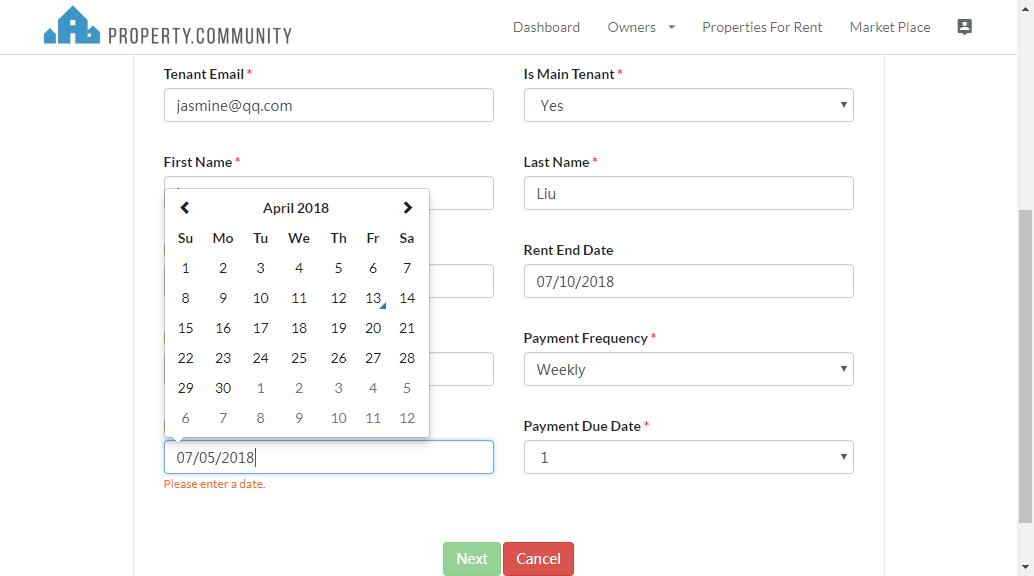 PROPERTY.COMMUNITY
Dashboard Owners Properties For Rent Market Place
Tenant Email * Is Main Tenant *
jasmine@qq.com Yes
First Name * Last Name *
Liu
April 2018
Su Mo Tu We Th Fr Sa
1 2 3 4 5 6 7
8 9 10 11 12 13 14
15 16 17 18 19 20 21
22 23 24 25 26 27 28
29 30 1 2 3 4 5
6 7 8 9 10 11 12
Rent End Date
07/10/2018
Payment Frequency *
Weekly
Payment Due Date *
07/05/2018 1
Please enter a date.
Next Cancel